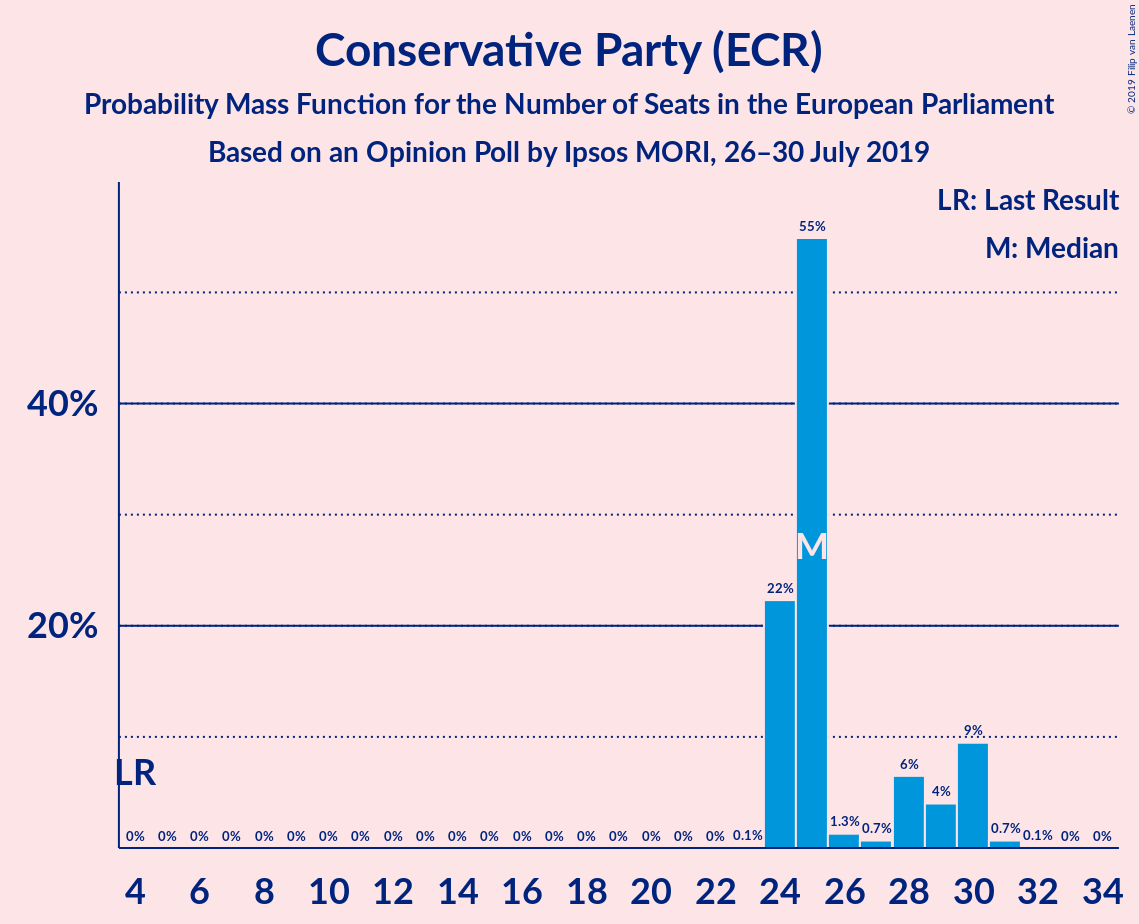 Conservative Party (ECR)
Probability Mass Function for the Number of Seats in the European Parliament
Based on an Opinion Poll by Ipsos MORI, 26–30 July 2019
© 2019 Filip van Laenen
LR: Last Result
M: Median
55%
40%
M
22%
20%
9%
LR
6%
4%
0% 0% 0% 0% 0% 0% 0% 0% 0% 0% 0% 0% 0% 0% 0% 0% 0% 0% 0% 0.1% 1.3% 0.7% 0.7% 0.1% 0% 0%
4 6 8 10 12 14 16 18 20 22 24 26 28 30 32 34